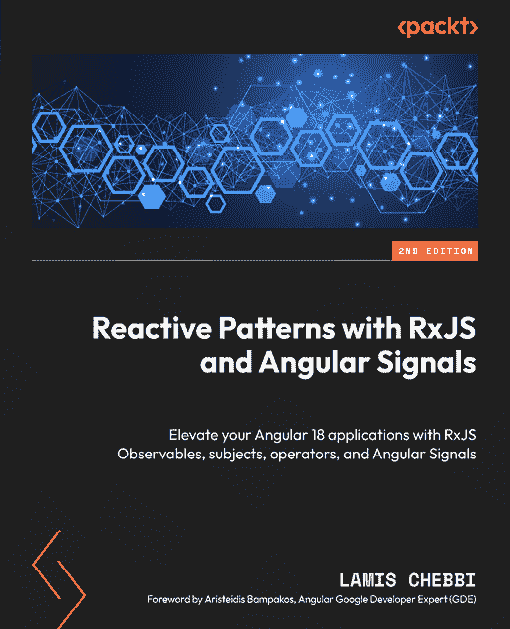 <packt>
2ND EDITION
Reactive Patterns with RxJS
and Angular Signals
Elevate your Angular 18 applications with RxJS
Observables, subjects, operators, and Angular Signals
LAMIS CHEBBI
Foreword by Aristeidis Bampakos, Angular Google Developer Expert (GDE)